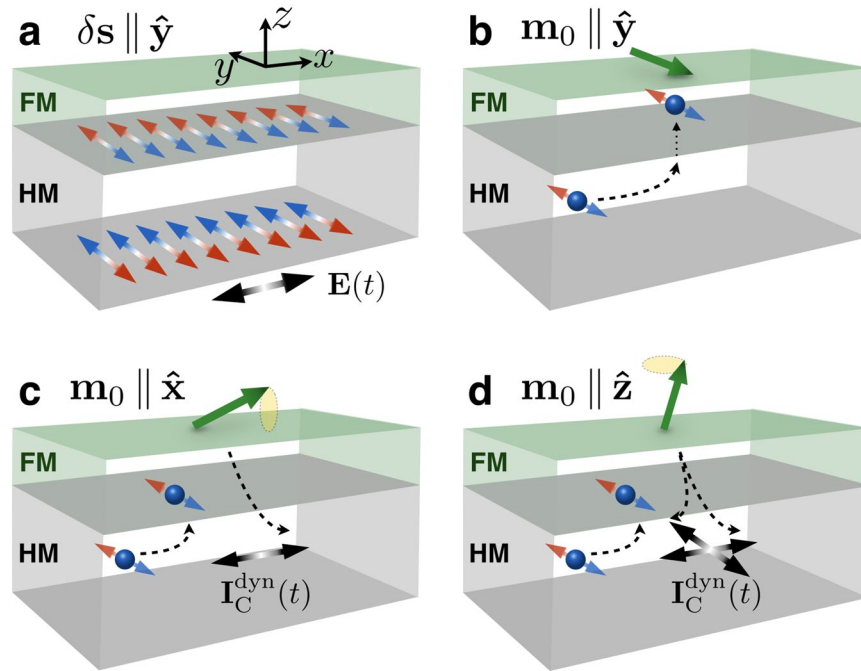 a δs ∥ ŷ
z
y x
FM
HM
E(t)
b m₀ ∥ ŷ
FM
HM
c m₀ ∥ x̂
FM
HM
I_C^dyn(t)
d m₀ ∥ ẑ
FM
HM
I_C^dyn(t)